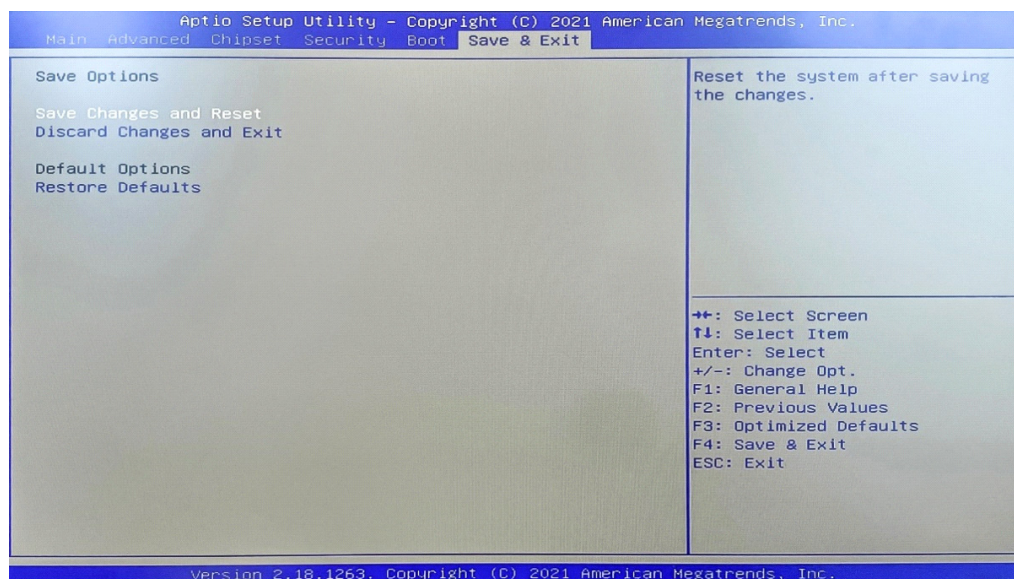 Aptio Setup Utility – Copyright (C) 2021 American Megatrends, Inc.
Main Advanced Chipset Security Boot Save & Exit
Save Options
Save Changes and Reset
Discard Changes and Exit
Default Options
Restore Defaults
Reset the system after saving
the changes.
→←: Select Screen
↑↓: Select Item
Enter: Select
+/-: Change Opt.
F1: General Help
F2: Previous Values
F3: Optimized Defaults
F4: Save & Exit
ESC: Exit
Version 2.18.1263. Copyright (C) 2021 American Megatrends, Inc.